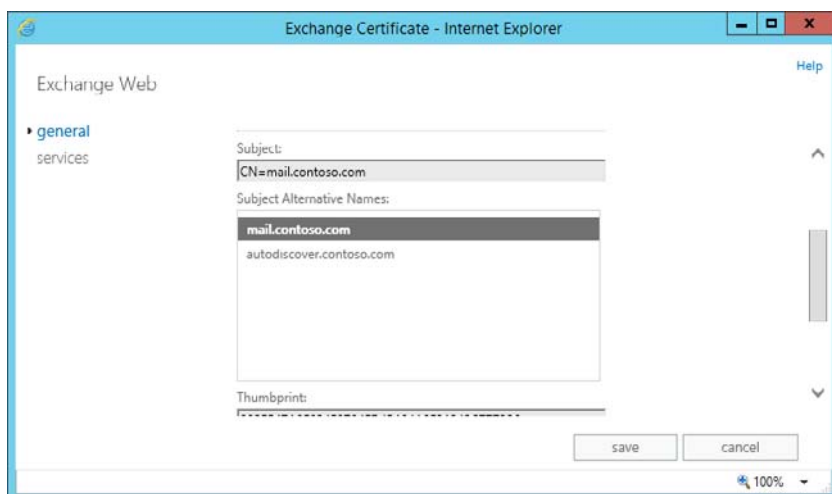 Exchange Certificate - Internet Explorer
Help
Exchange Web
general
services
Subject:
CN=mail.contoso.com
Subject Alternative Names:
mail.contoso.com
autodiscover.contoso.com
Thumbprint:
save
cancel
100%